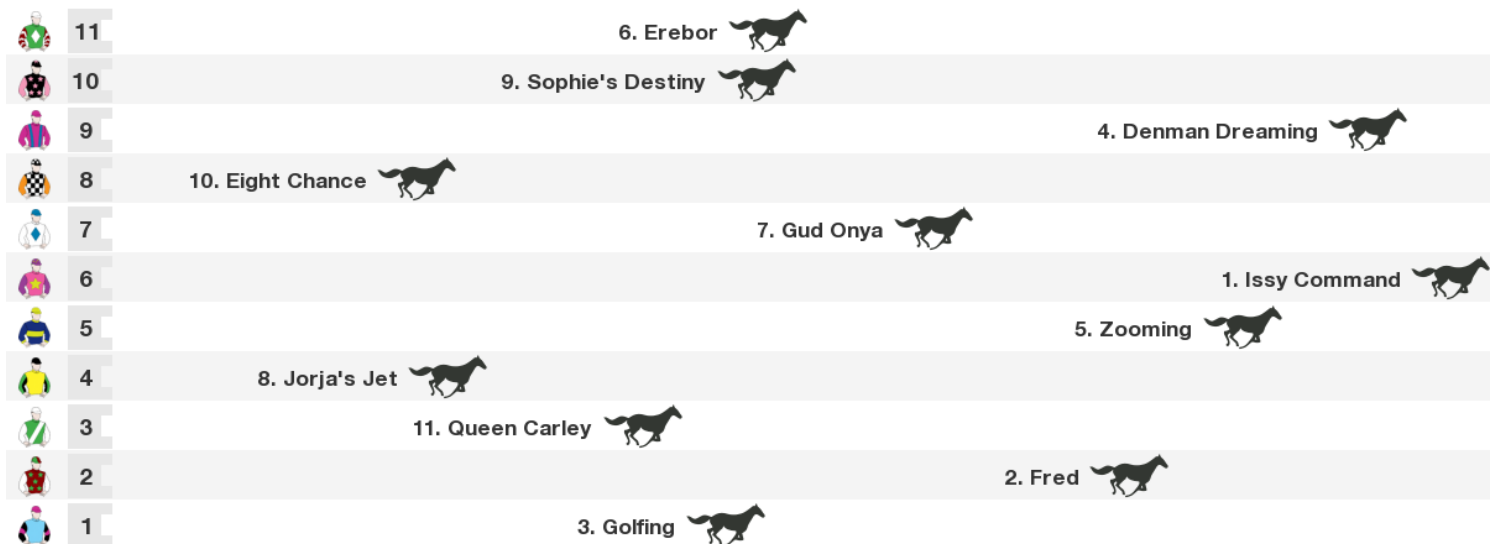 11 6. Erebor
10 9. Sophie's Destiny
9 4. Denman Dreaming
8 10. Eight Chance
7 7. Gud Onya
6 1. Issy Command
5 5. Zooming
4 8. Jorja's Jet
3 11. Queen Carley
2 2. Fred
1 3. Golfing